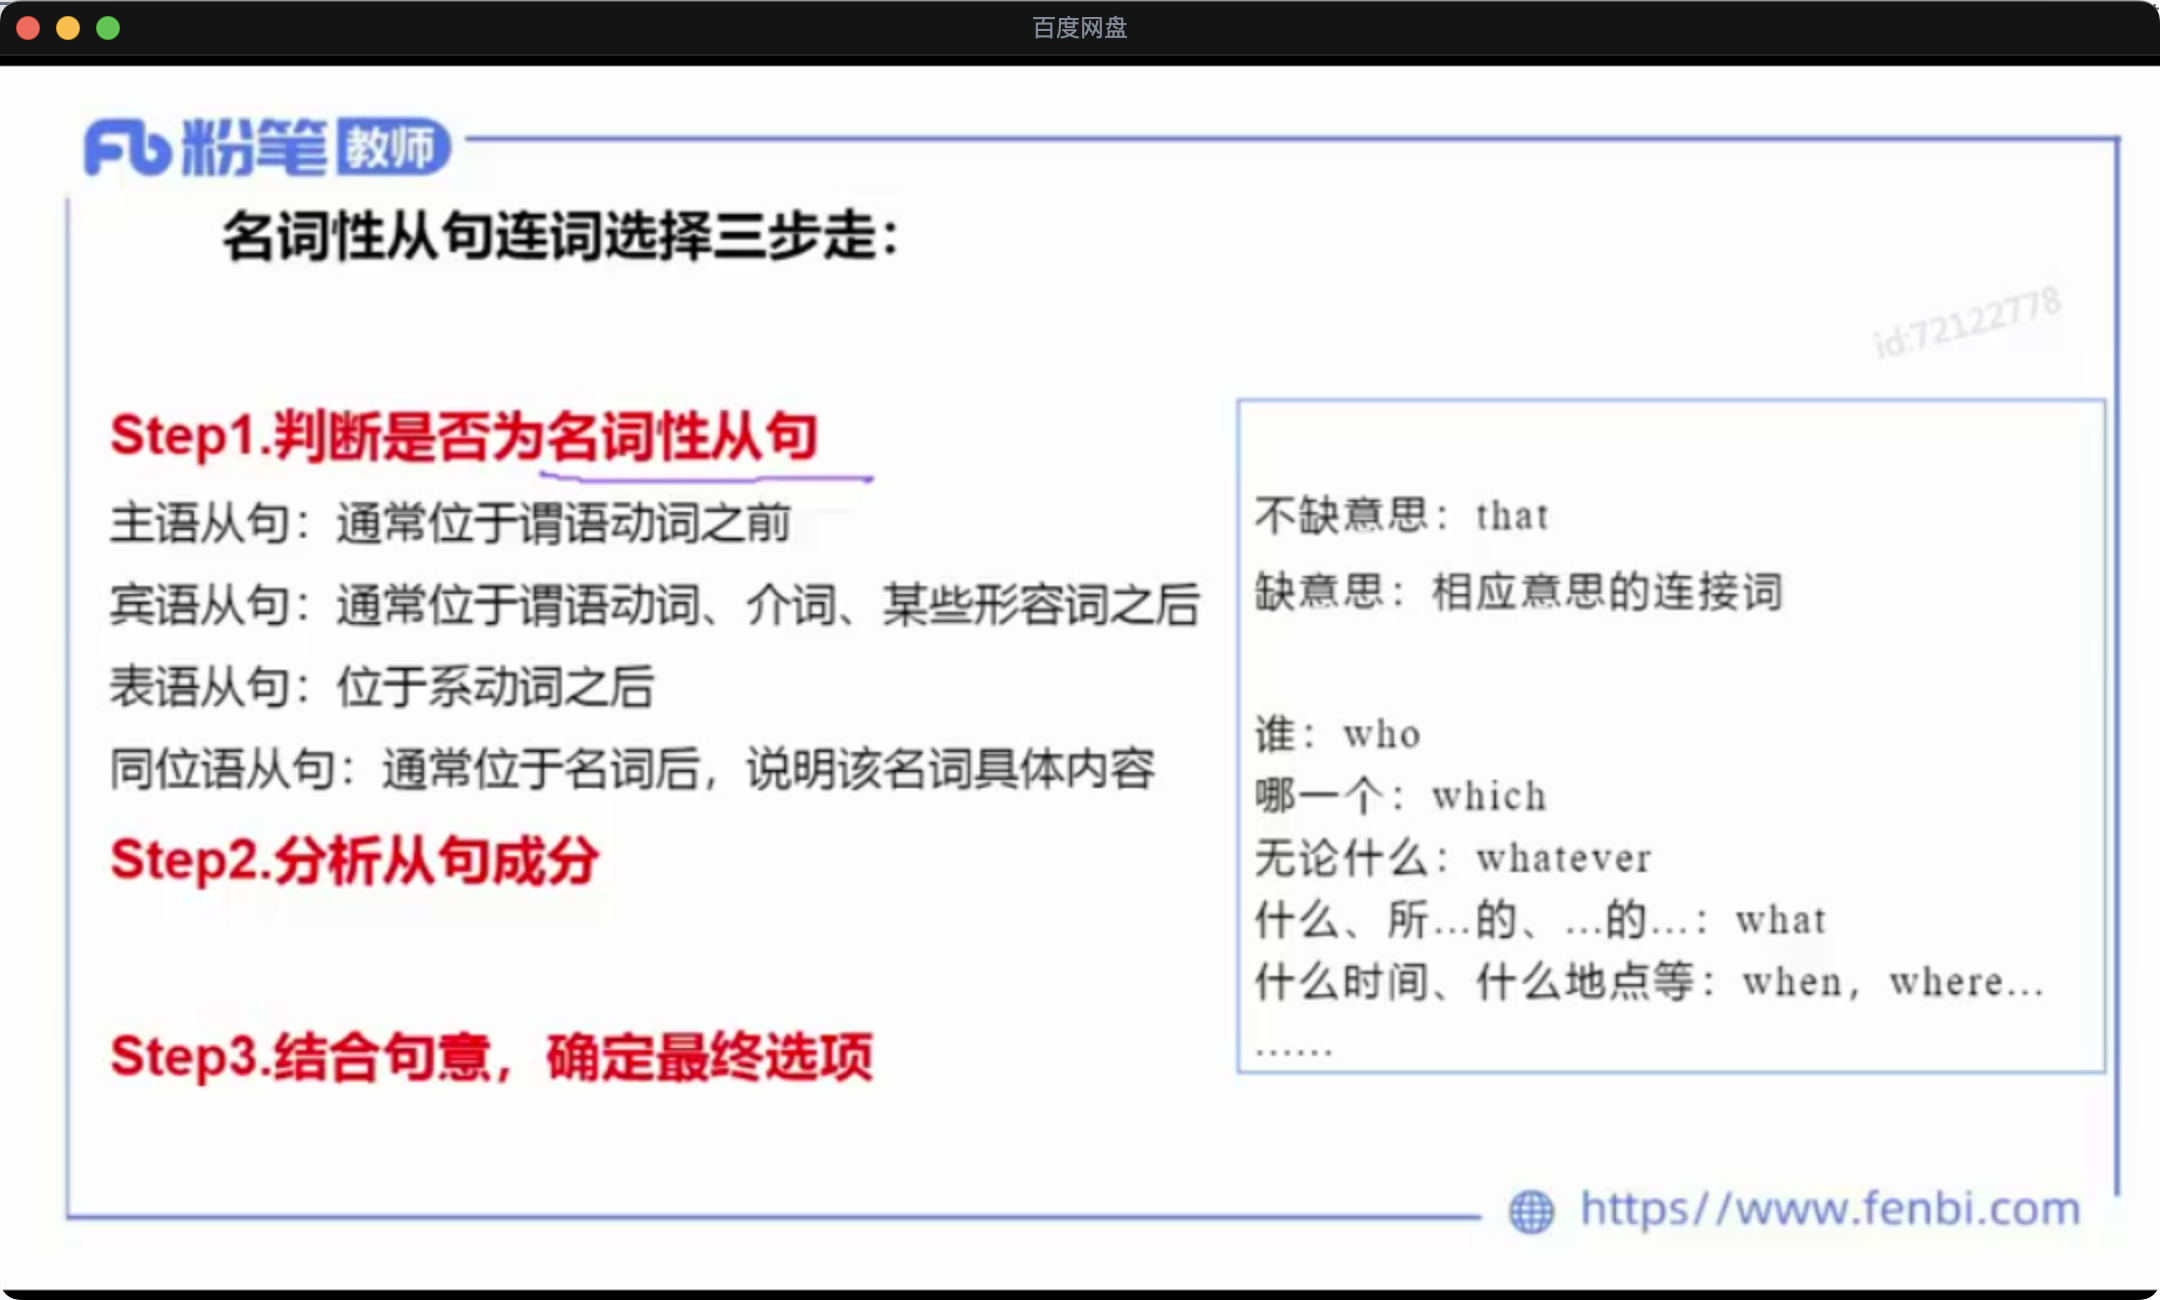 百度网盘
Fb 粉笔 教师
名词性从句连词选择三步走：
id:72122778
Step1.判断是否为名词性从句
主语从句：通常位于谓语动词之前
宾语从句：通常位于谓语动词、介词、某些形容词之后
表语从句：位于系动词之后
同位语从句：通常位于名词后，说明该名词具体内容
Step2.分析从句成分
Step3.结合句意，确定最终选项
不缺意思：that
缺意思：相应意思的连接词
谁：who
哪一个：which
无论什么：whatever
什么、所…的、…的…：what
什么时间、什么地点等：when，where…
……
https//www.fenbi.com